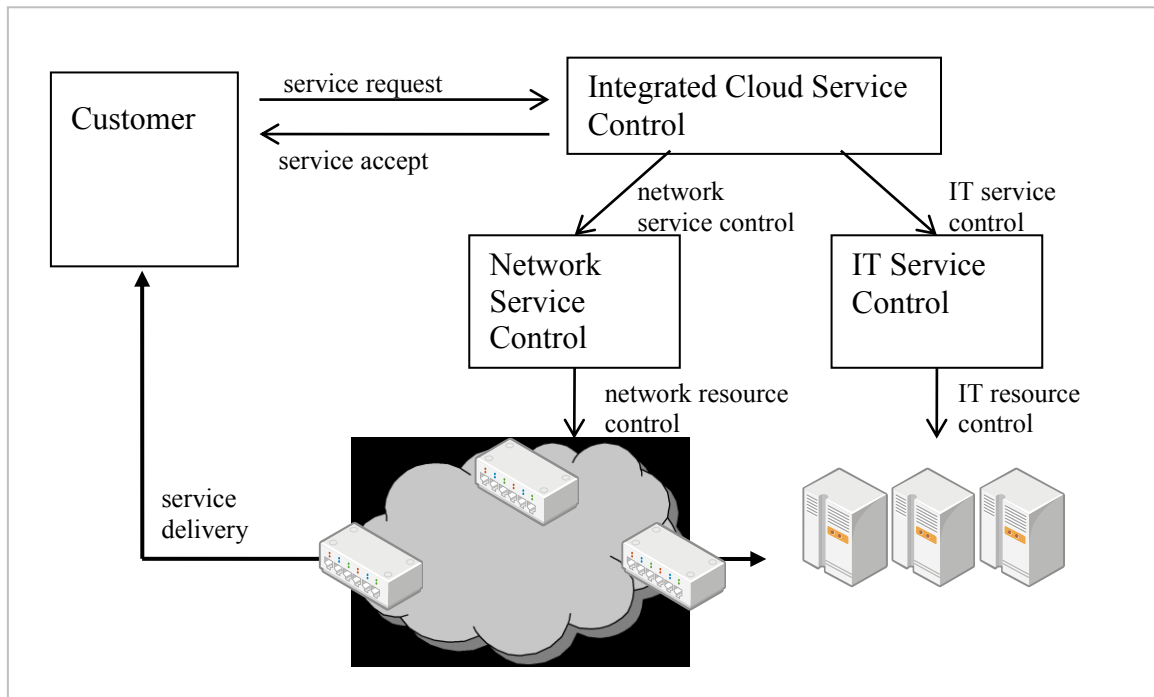 service request
Customer
service accept
Integrated Cloud Service
Control
network
service control
IT service
control
Network
Service
Control
IT Service
Control
network resource
control
IT resource
control
service
delivery